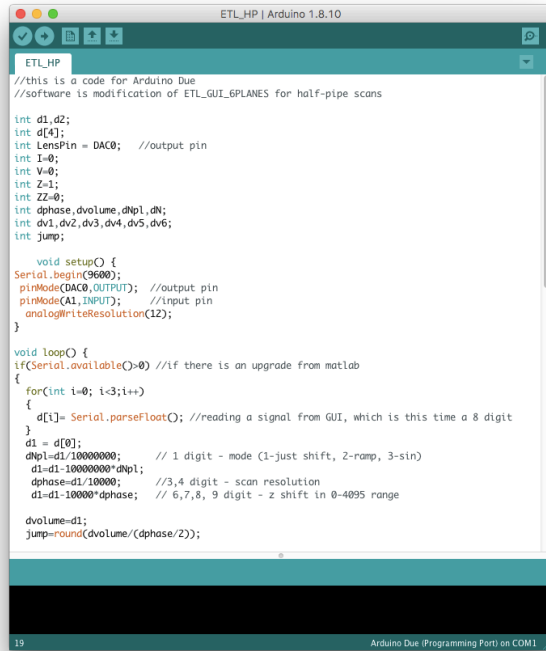 ETL_HP | Arduino 1.8.10
ETL_HP
//this is a code for Arduino Due
//software is modification of ETL_GUI_6PLANES for half-pipe scans
int d1,d2;
int d[4];
int LensPin = DAC0;   //output pin
int I=0;
int V=0;
int Z=1;
int ZZ=0;
int dphase,dvolume,dNpl,dN;
int dv1,dv2,dv3,dv4,dv5,dv6;
int jump;
void setup() {
Serial.begin(9600);
pinMode(DAC0,OUTPUT);  //output pin
pinMode(A1,INPUT);     //input pin
analogWriteResolution(12);
}
void loop() {
if(Serial.available()>0) //if there is an upgrade from matlab
{
for(int i=0; i<3;i++)
{
d[i]= Serial.parseFloat(); //reading a signal from GUI, which is this time a 8 digit
}
d1 = d[0];
dNpl=d1/10000000;     // 1 digit - mode (1-just shift, 2-ramp, 3-sin)
d1=d1-10000000*dNpl;
dphase=d1/10000;     //3,4 digit - scan resolution
d1=d1-10000*dphase;   // 6,7,8, 9 digit - z shift in 0-4095 range
dvolume=d1;
jump=round(dvolume/(dphase/2));
19
Arduino Due (Programming Port) on COM1